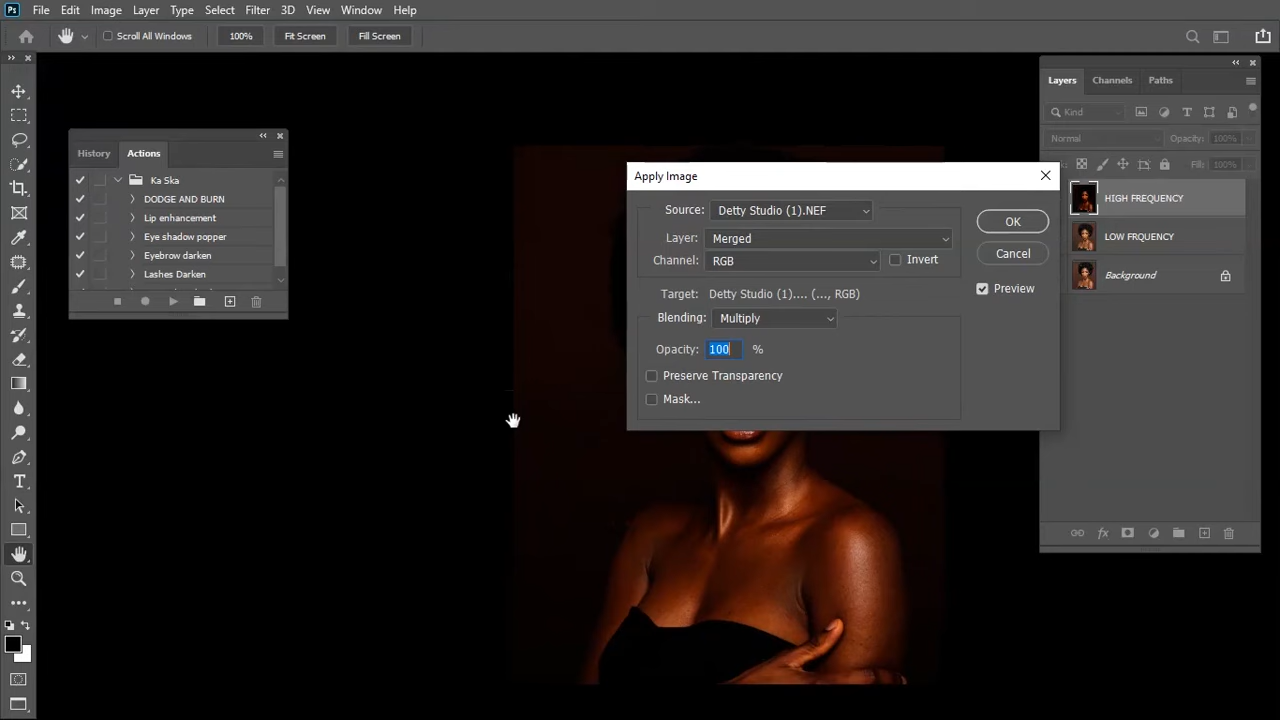 Ps File Edit Image Layer Type Select Filter 3D View Window Help
Scroll All Windows 100% Fit Screen Fill Screen
History Actions
Ka Ska
DODGE AND BURN
Lip enhancement
Eye shadow popper
Eyebrow darken
Lashes Darken
Apply Image
Source: Detty Studio (1).NEF
Layer: Merged
Channel: RGB Invert
Target: Detty Studio (1).... (..., RGB)
Blending: Multiply
Opacity: 100 %
Preserve Transparency
Mask...
OK
Cancel
Preview
Layers Channels Paths
Kind
Normal Opacity: 100%
Fill: 100%
HIGH FREQUENCY
LOW FRQUENCY
Background